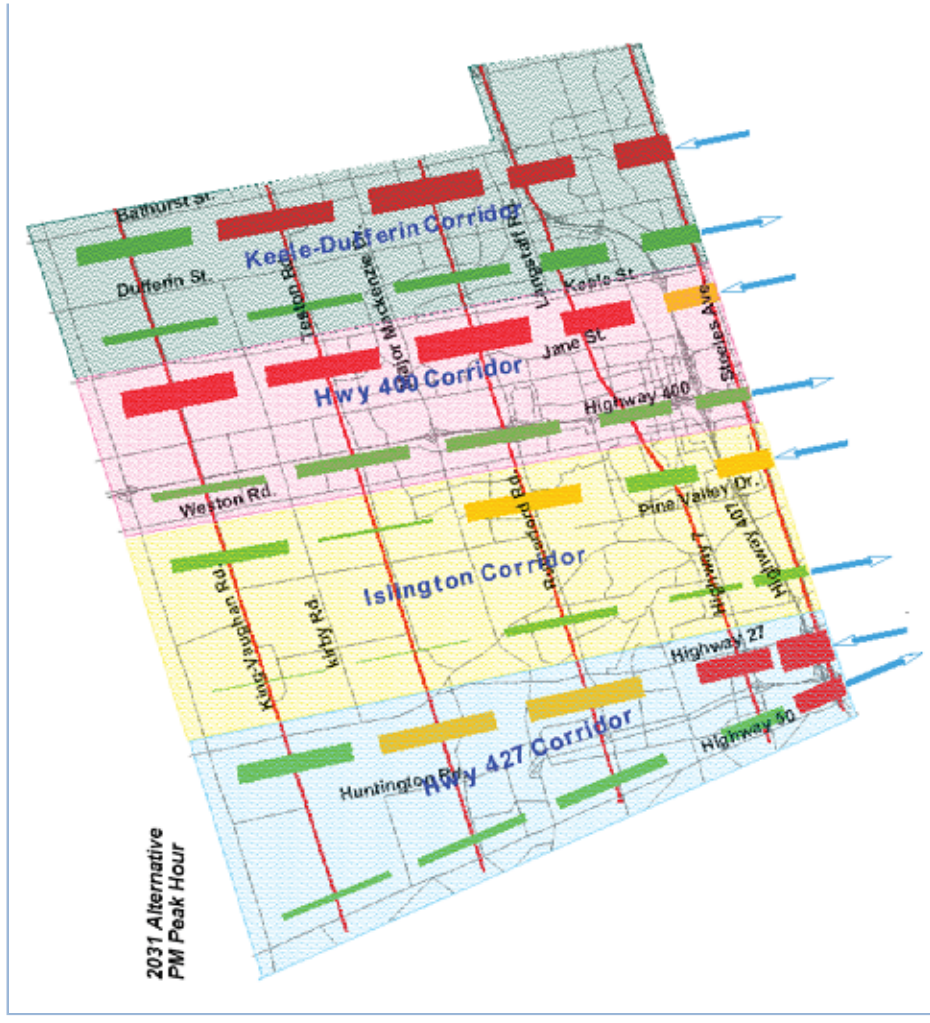 Bathurst St.
Keele-Dufferin Corridor
Dufferin St.
Teston Rd.
Major Mackenzie Dr.
Langstaff Rd.
Keele St.
Steeles Ave.
Hwy 400 Corridor
Jane St.
Highway 400
Weston Rd.
Pine Valley Dr.
Islington Corridor
King-Vaughan Rd.
kirby Rd.
Rutherford Rd.
Highway 7
Highway 407
Highway 27
Highway 50
Huntington Rd.
Hwy 427 Corridor
2031 Alternative
PM Peak Hour